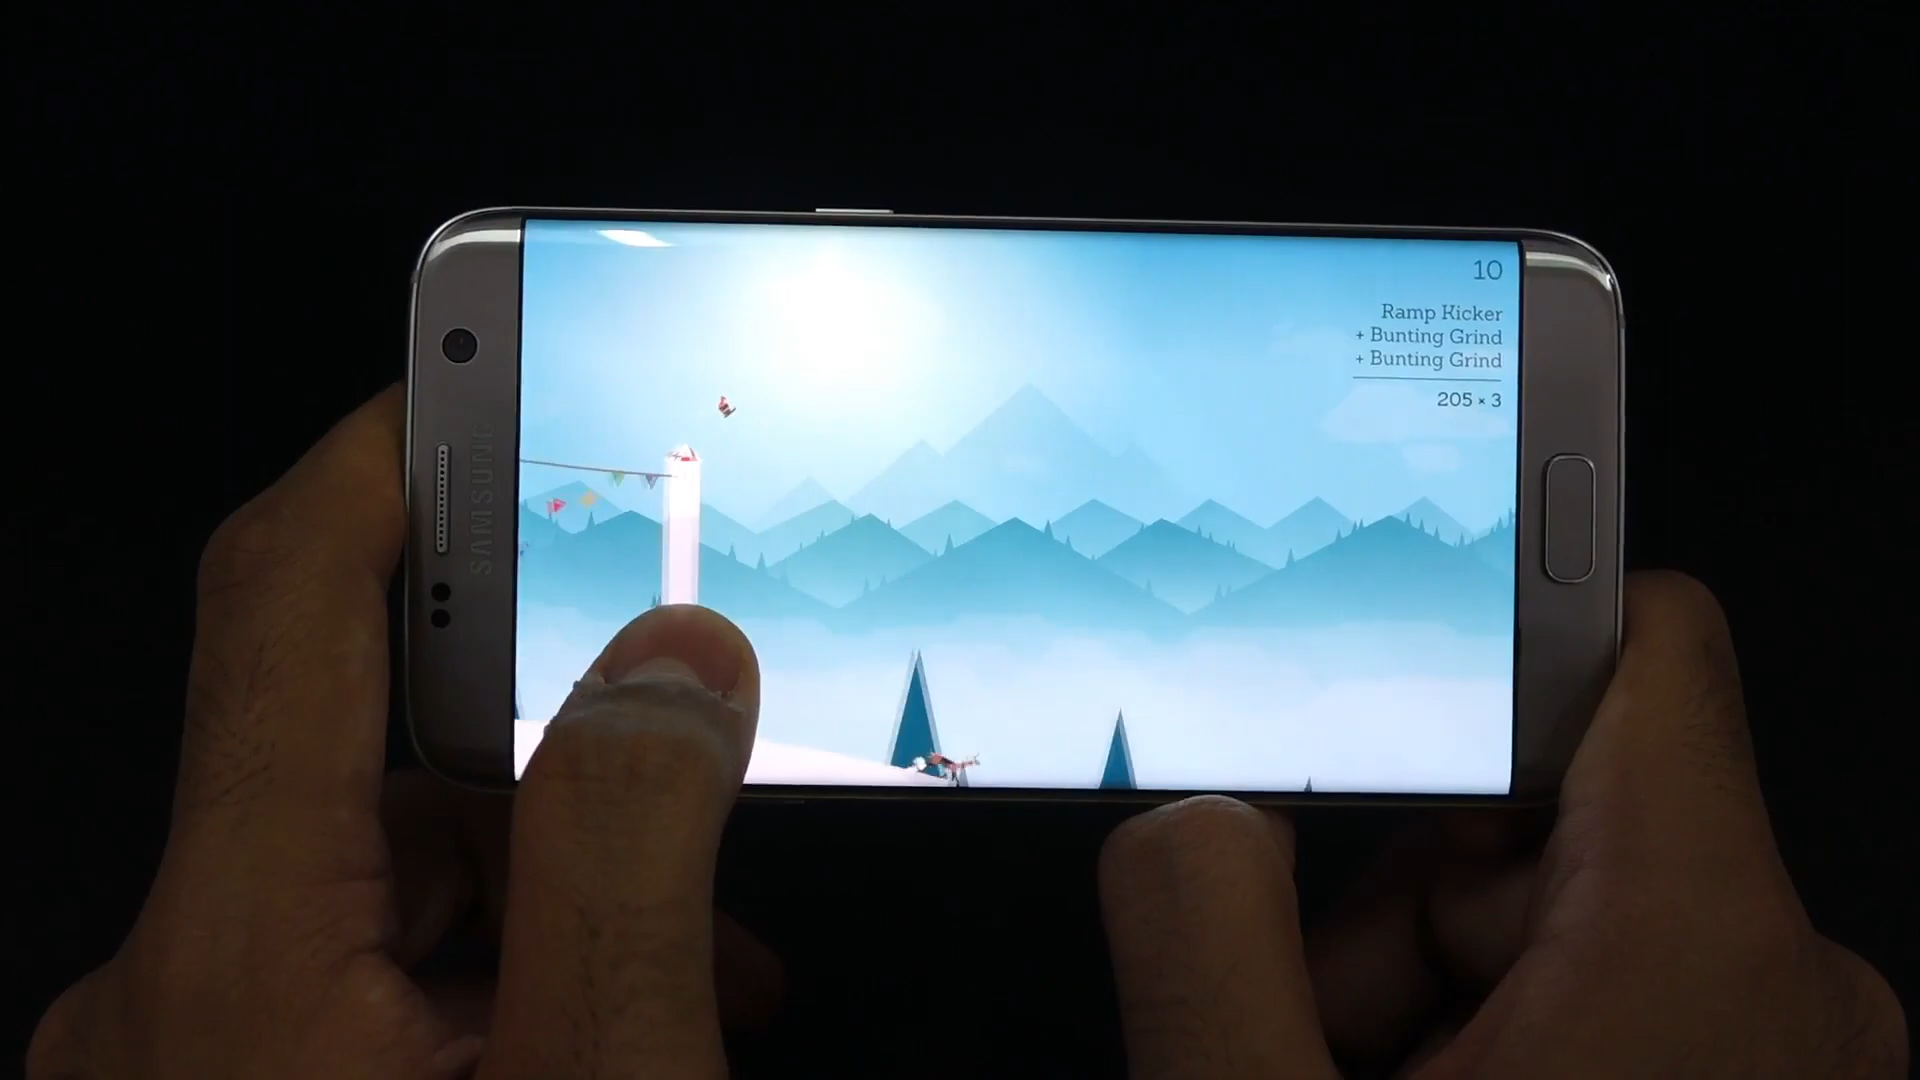 SAMSUNG
10
Ramp Kicker
+ Bunting Grind
+ Bunting Grind
205 × 3